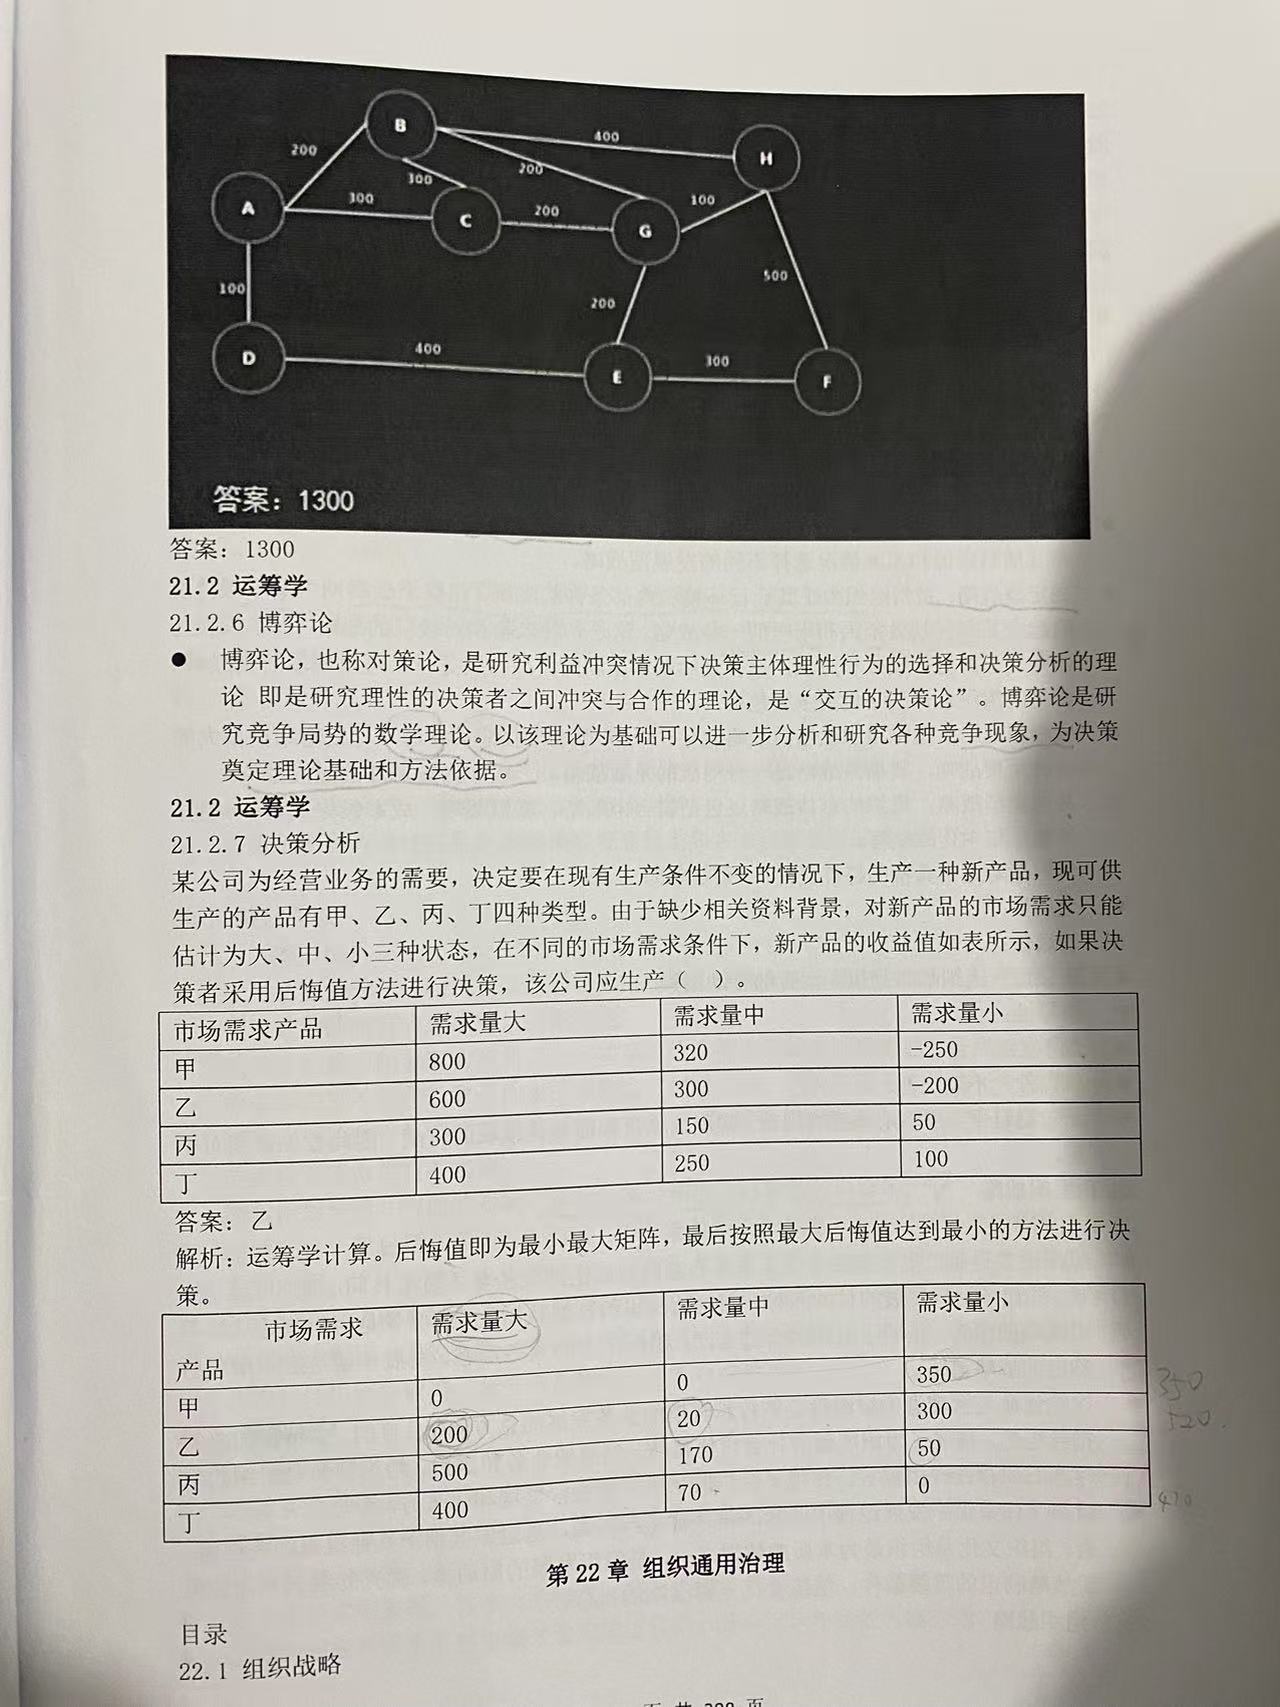 B
400
H
200
300
200
100
A
300
C
200
G
500
100
200
D
400
E
300
F
答案：1300
答案：1300
21.2 运筹学
21.2.6 博弈论
● 博弈论，也称对策论，是研究利益冲突情况下决策主体理性行为的选择和决策分析的理
论 即是研究理性的决策者之间冲突与合作的理论，是“交互的决策论”。博弈论是研
究竞争局势的数学理论。以该理论为基础可以进一步分析和研究各种竞争现象，为决策
奠定理论基础和方法依据。
21.2 运筹学
21.2.7 决策分析
某公司为经营业务的需要，决定要在现有生产条件不变的情况下，生产一种新产品，现可供
生产的产品有甲、乙、丙、丁四种类型。由于缺少相关资料背景，对新产品的市场需求只能
估计为大、中、小三种状态，在不同的市场需求条件下，新产品的收益值如表所示，如果决
策者采用后悔值方法进行决策，该公司应生产（ ）。
市场需求产品 需求量大 需求量中 需求量小
甲 800 320 -250
乙 600 300 -200
丙 300 150 50
丁 400 250 100
答案：乙
解析：运筹学计算。后悔值即为最小最大矩阵，最后按照最大后悔值达到最小的方法进行决
策。
市场需求 需求量大 需求量中 需求量小
产品
甲 0 0 350 350
乙 200 20 300 520
丙 500 170 50
丁 400 70 0
第 22 章 组织通用治理
目录
22.1 组织战略